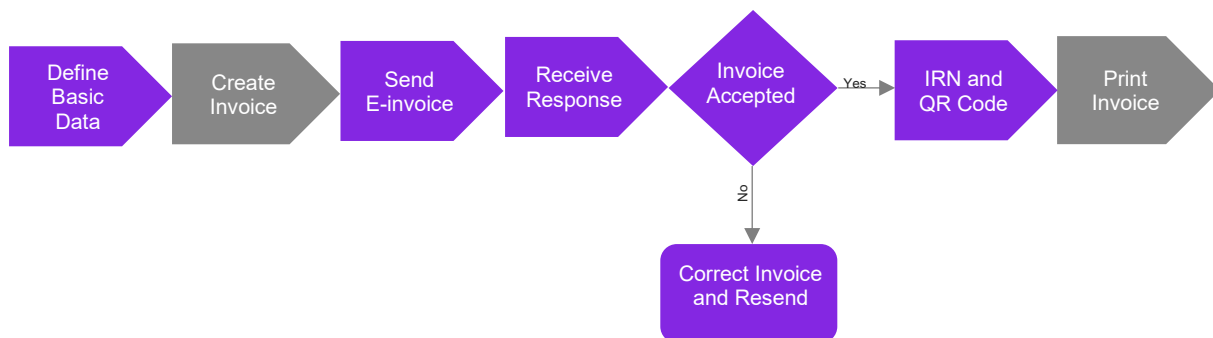 Define
Basic
Data
Create
Invoice
Send
E-invoice
Receive
Response
Invoice
Accepted
Yes
IRN and
QR Code
Print
Invoice
No
Correct Invoice
and Resend